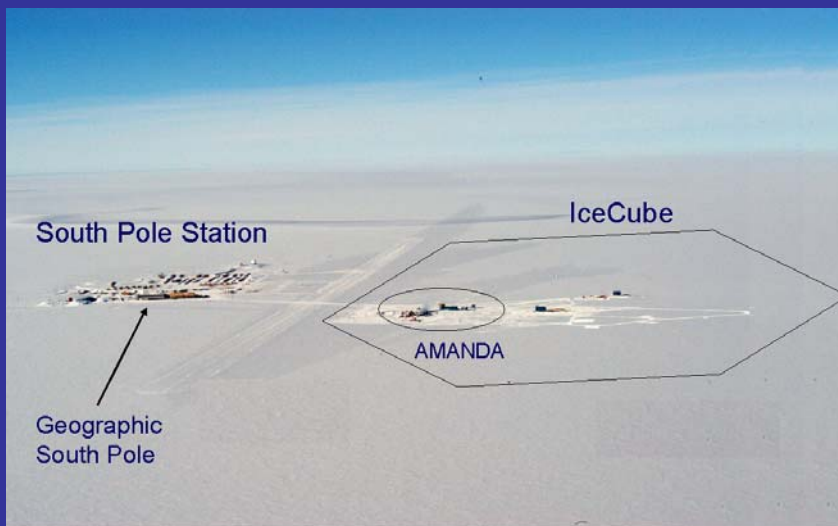 IceCube
South Pole Station
AMANDA
Geographic
South Pole